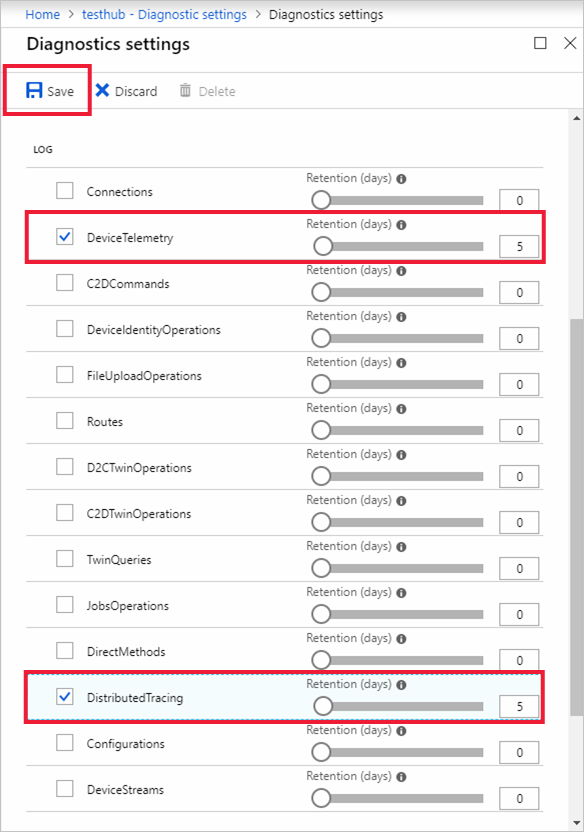 Home > testhub - Diagnostic settings > Diagnostics settings
Diagnostics settings
Save Discard Delete
LOG
Connections Retention (days) 0
DeviceTelemetry Retention (days) 5
C2DCommands Retention (days) 0
DeviceIdentityOperations Retention (days) 0
FileUploadOperations Retention (days) 0
Routes Retention (days) 0
D2CTwinOperations Retention (days) 0
C2DTwinOperations Retention (days) 0
TwinQueries Retention (days) 0
JobsOperations Retention (days) 0
DirectMethods Retention (days) 0
DistributedTracing Retention (days) 5
Configurations Retention (days) 0
DeviceStreams Retention (days) 0